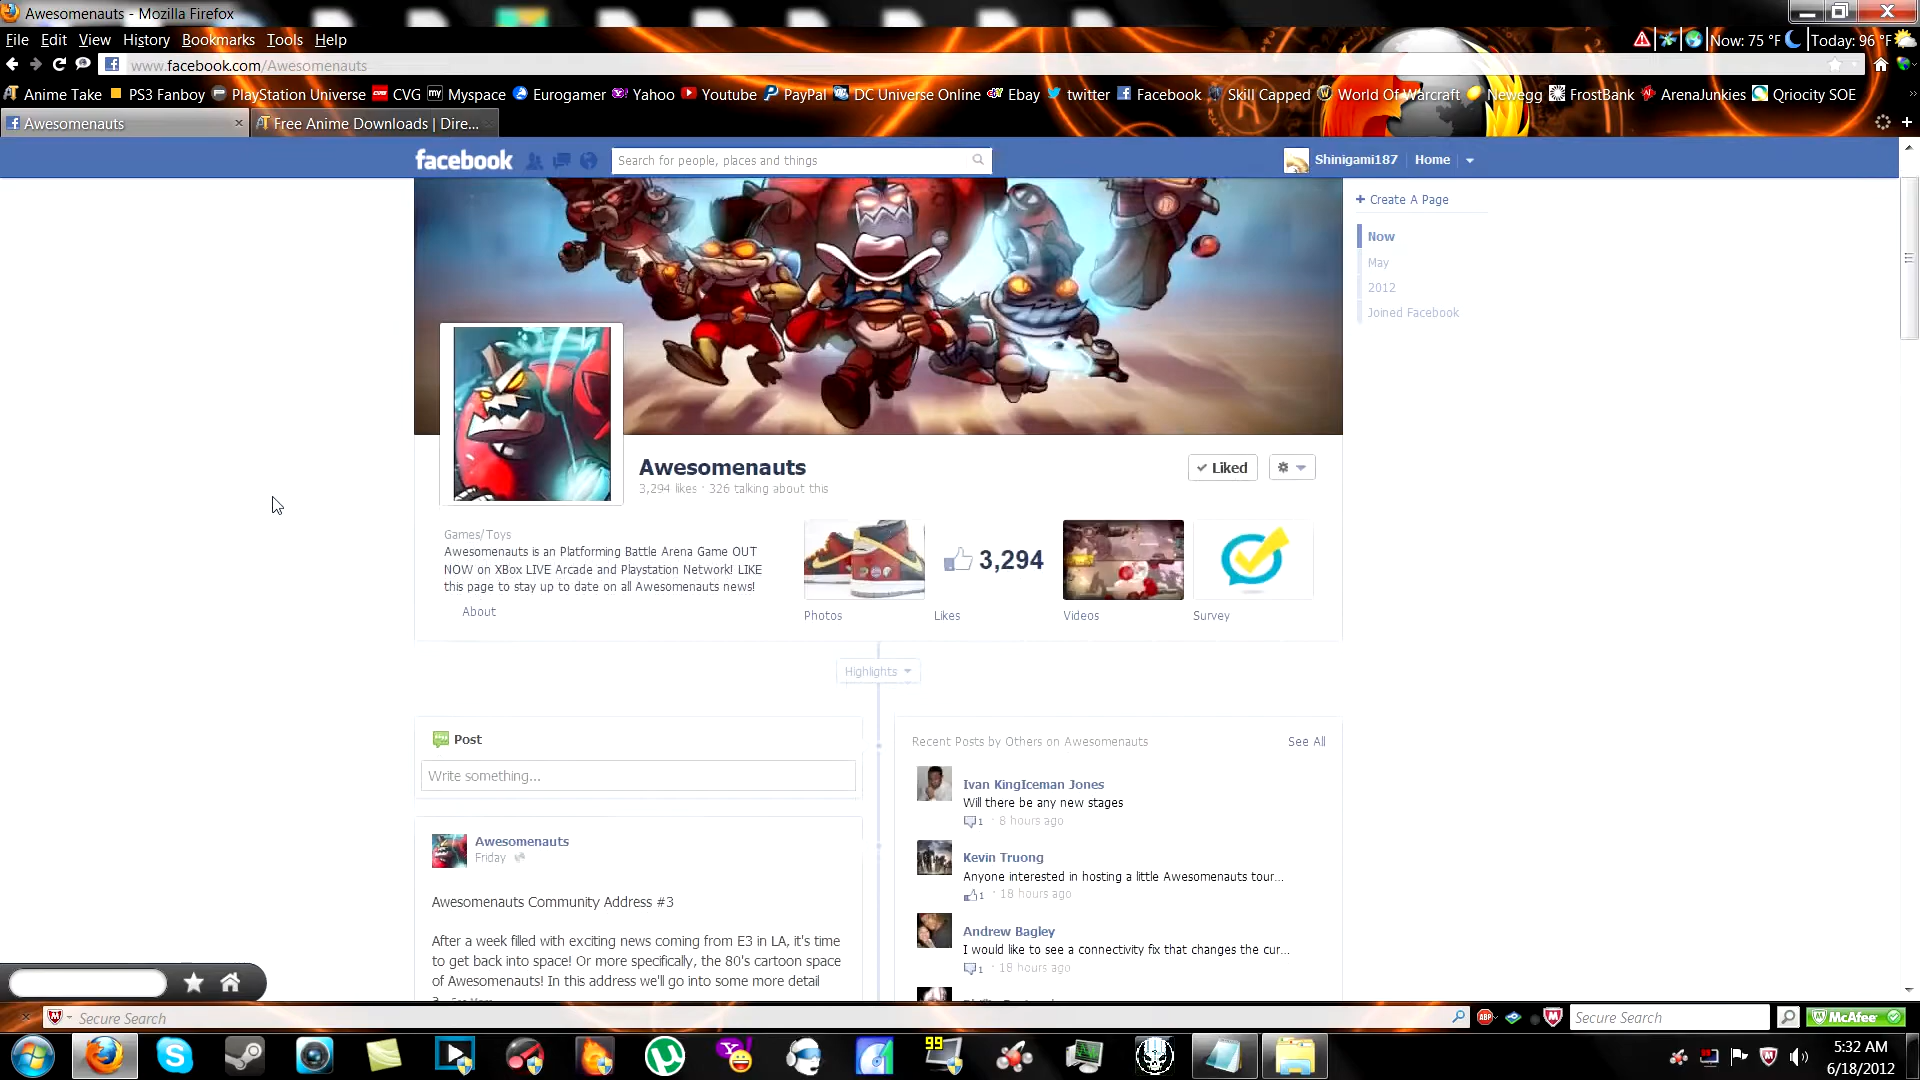 Awesomenauts - Mozilla Firefox
File Edit View History Bookmarks Tools Help
Now: 75 °F Today: 96 °F
www.facebook.com/Awesomenauts
Anime Take PS3 Fanboy PlayStation Universe CVG Myspace Eurogamer Yahoo Youtube PayPal DC Universe Online Ebay twitter Facebook Skill Capped World Of Warcraft Newegg FrostBank ArenaJunkies Qriocity SOE
Awesomenauts
Free Anime Downloads | Dire...
facebook
Search for people, places and things
Shinigami187 Home
+ Create A Page
Now
May
2012
Joined Facebook
Awesomenauts
3,294 likes · 326 talking about this
Liked
Games/Toys
Awesomenauts is an Platforming Battle Arena Game OUT
NOW on XBox LIVE Arcade and Playstation Network! LIKE
this page to stay up to date on all Awesomenauts news!
About
3,294
Photos
Likes
Videos
Survey
Highlights
Post
Write something...
Awesomenauts
Friday
Awesomenauts Community Address #3
After a week filled with exciting news coming from E3 in LA, it's time
to get back into space! Or more specifically, the 80's cartoon space
of Awesomenauts! In this address we'll go into some more detail
Recent Posts by Others on Awesomenauts
See All
Ivan KingIceman Jones
Will there be any new stages
1 · 8 hours ago
Kevin Truong
Anyone interested in hosting a little Awesomenauts tour...
1 · 18 hours ago
Andrew Bagley
I would like to see a connectivity fix that changes the cur...
1 · 18 hours ago
Secure Search
ABP
Secure Search
McAfee
99
5:32 AM
6/18/2012